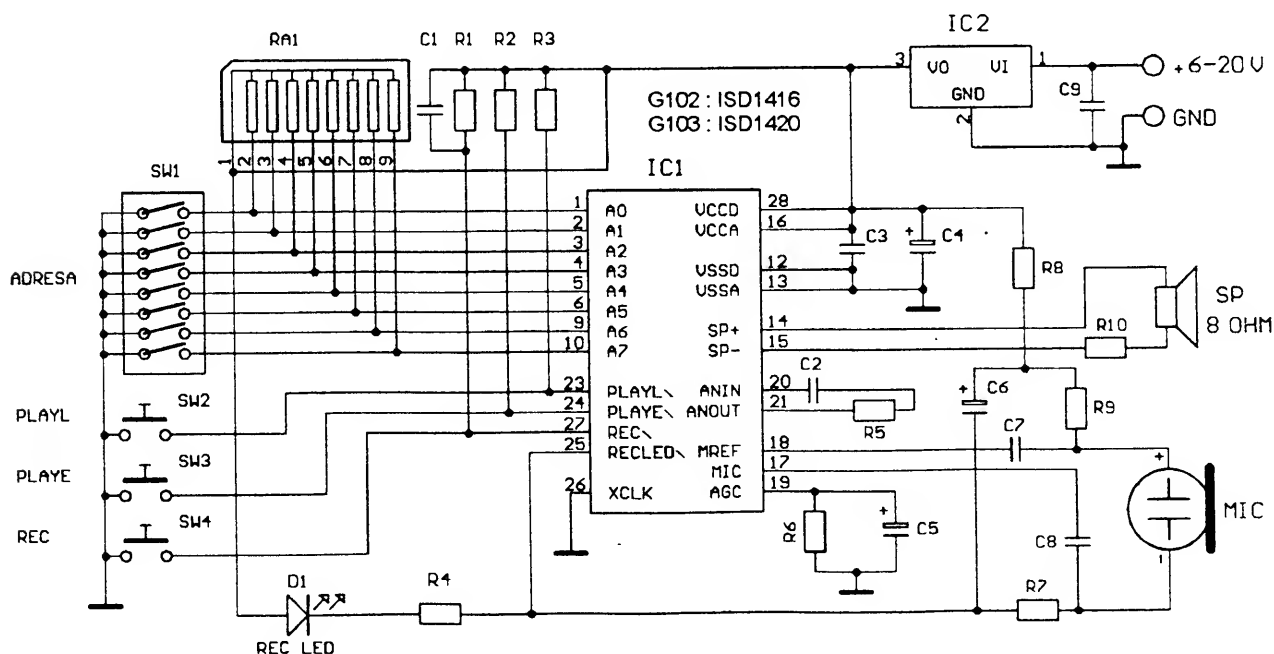 IC2
RA1
C1
R1
R2
R3
3
VO
VI
1
+6-20V
GND
2
C9
GND
G102 : ISD1416
G103 : ISD1420
1
2
3
4
5
6
7
8
9
SW1
IC1
1
A0
VCCD
28
2
A1
VCCA
16
+
C3
C4
3
A2
4
A3
VSSD
12
R8
ADRESA
5
A4
VSSA
13
6
A5
SP
8 OHM
9
A6
SP+
14
R10
10
A7
SP-
15
C2
23
PLAYL\
ANIN
20
+
C6
PLAYL
SW2
24
PLAYE\
ANOUT
21
R5
R9
27
REC\
C7
25
RECLED\
MREF
18
+
PLAYE
SW3
MIC
17
26
XCLK
AGC
19
REC
SW4
R6
+
C5
C8
MIC
-
D1
R4
R7
REC LED